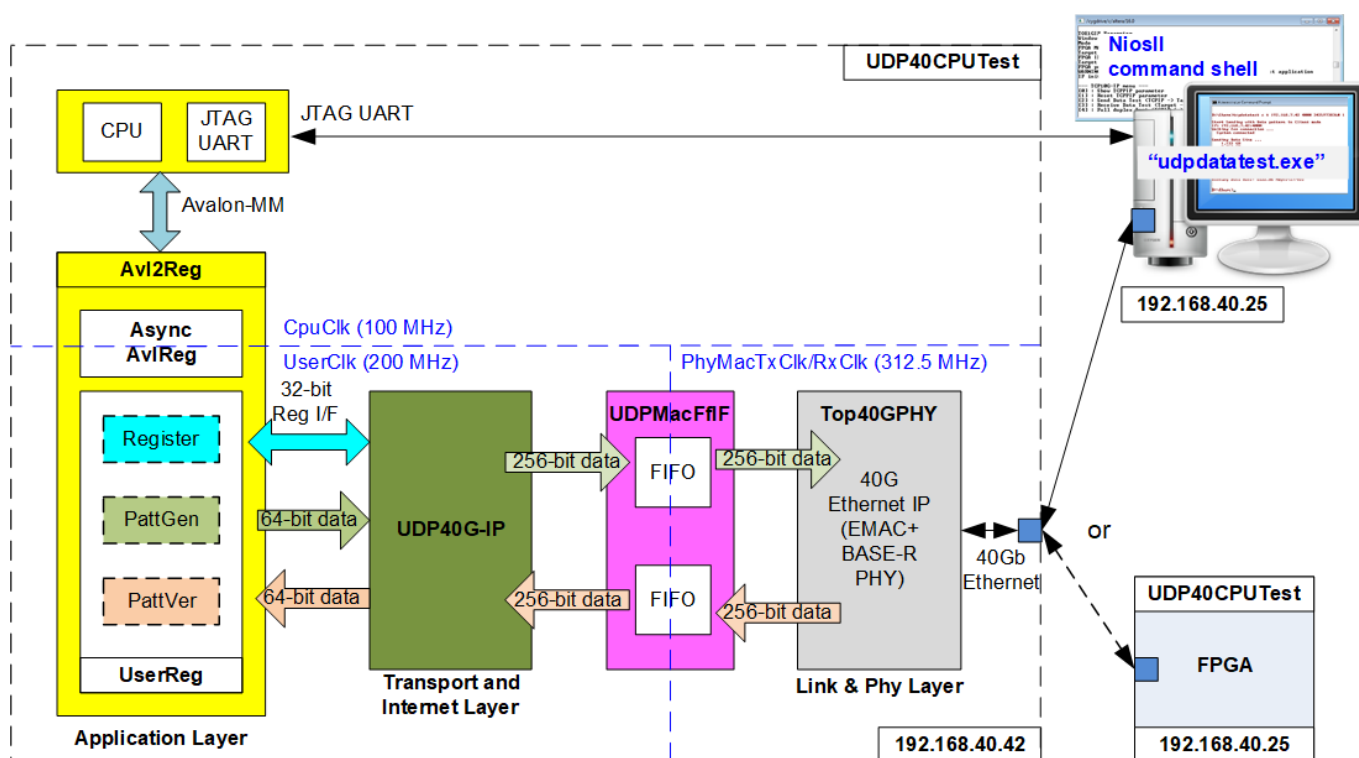 UDP40CPUTest
NiosII
command shell
CPU
JTAG
UART
JTAG UART
"udpdatatest.exe"
Avalon-MM
Avl2Reg
192.168.40.25
Async
AvlReg
CpuClk (100 MHz)
UserClk (200 MHz)
PhyMacTxClk/RxClk (312.5 MHz)
32-bit
Reg I/F
UDPMacFfIF
Top40GPHY
Register
256-bit data
FIFO
256-bit data
40G
Ethernet IP
(EMAC+
BASE-R
PHY)
PattGen
64-bit data
UDP40G-IP
or
40Gb
Ethernet
PattVer
64-bit data
256-bit data
FIFO
256-bit data
UDP40CPUTest
FPGA
UserReg
Transport and
Internet Layer
Link & Phy Layer
Application Layer
192.168.40.42
192.168.40.25